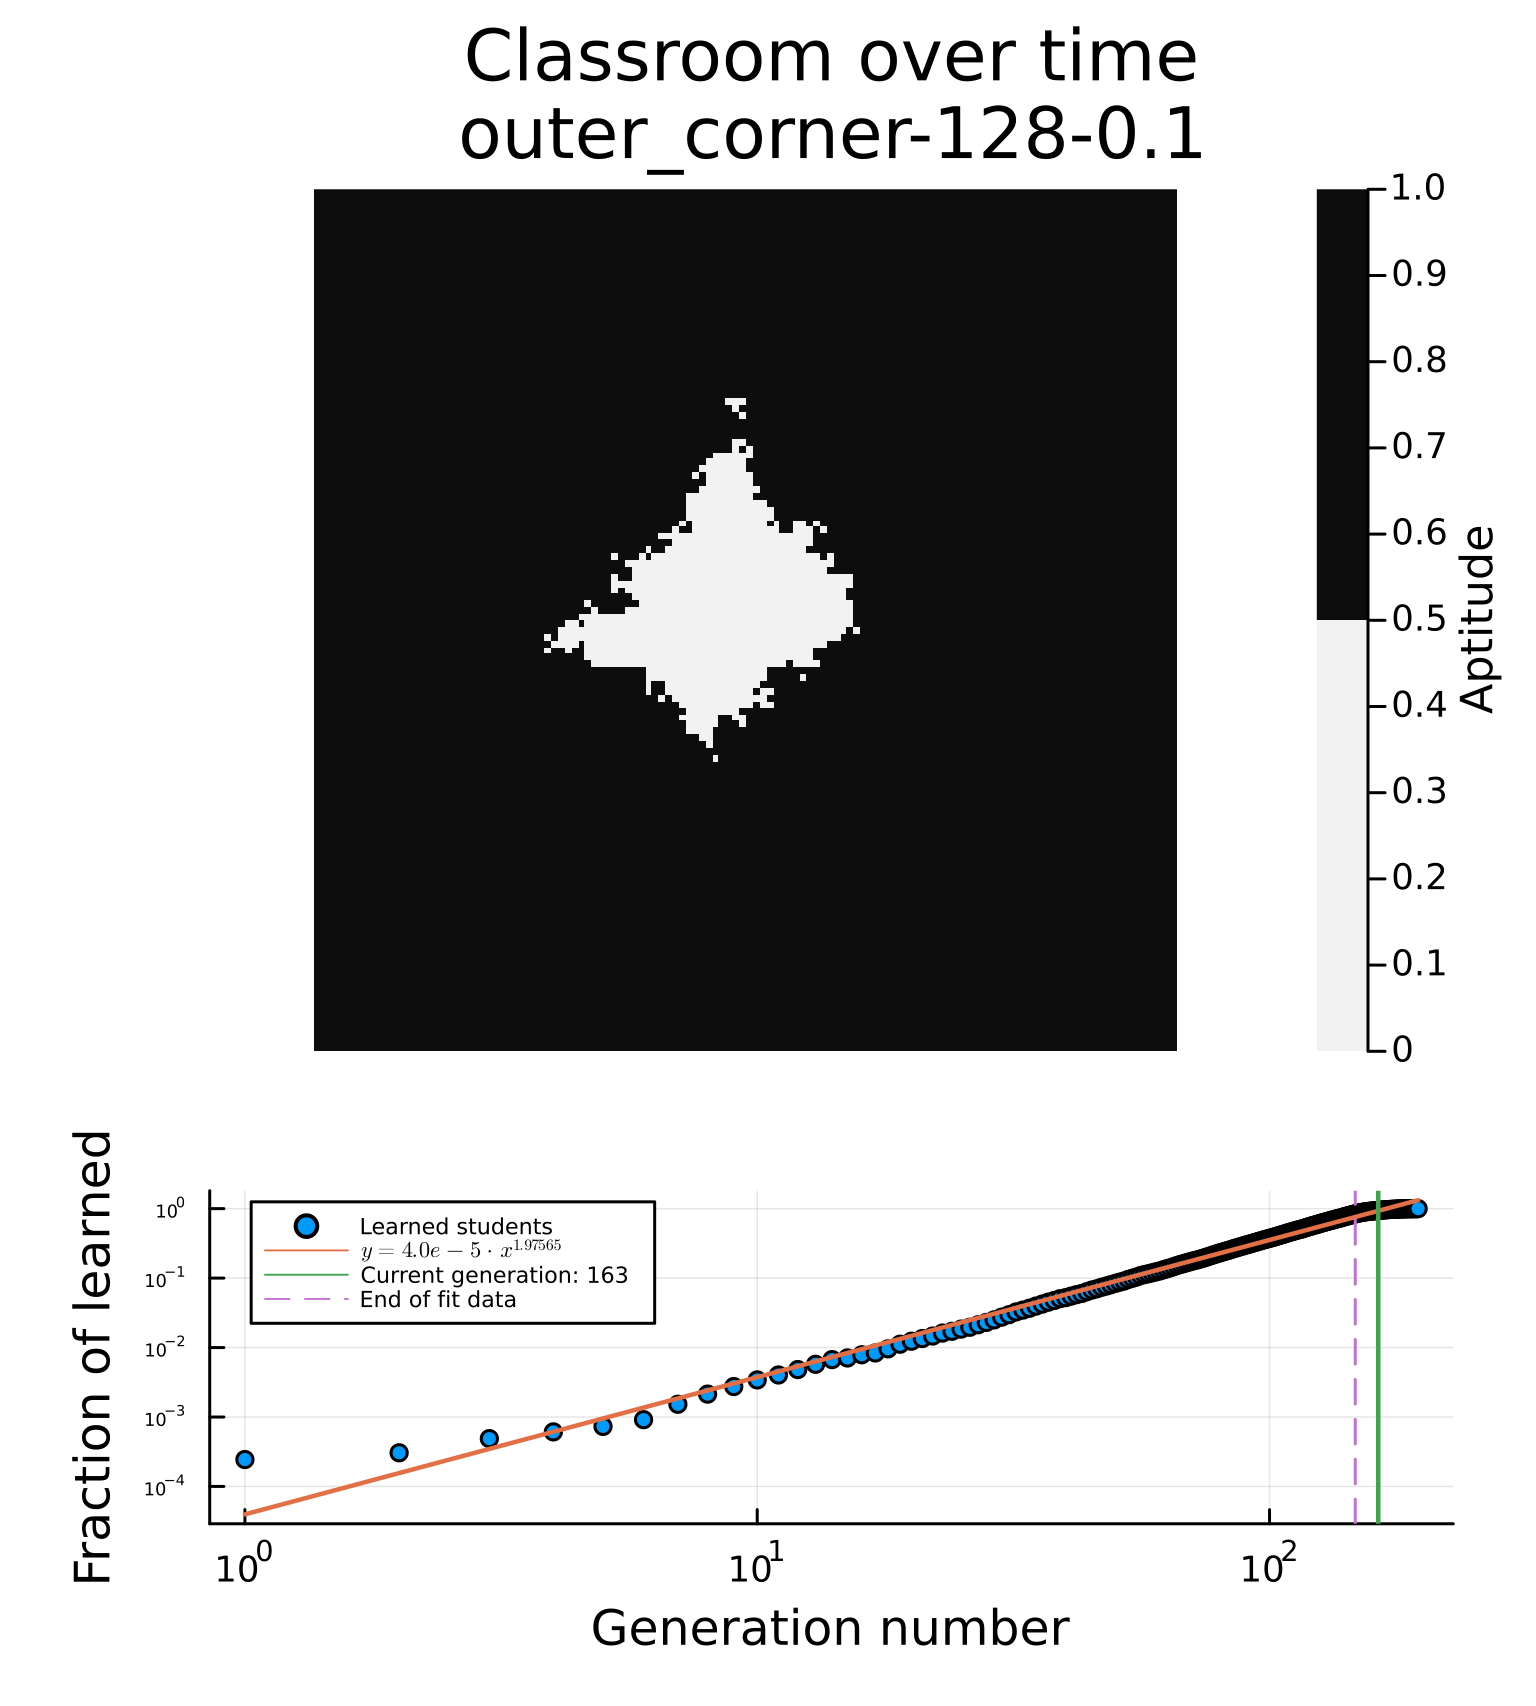 Classroom over time
outer_corner-128-0.1
1.0
0.9
0.8
0.7
0.6
0.5
0.4
0.3
0.2
0.1
0
Aptitude
Fraction of learned
10⁰
10⁻¹
10⁻²
10⁻³
10⁻⁴
Learned students
y = 4.0e − 5 · x¹·⁹⁷⁵⁶⁵
Current generation: 163
End of fit data
10⁰ 10¹ 10²
Generation number